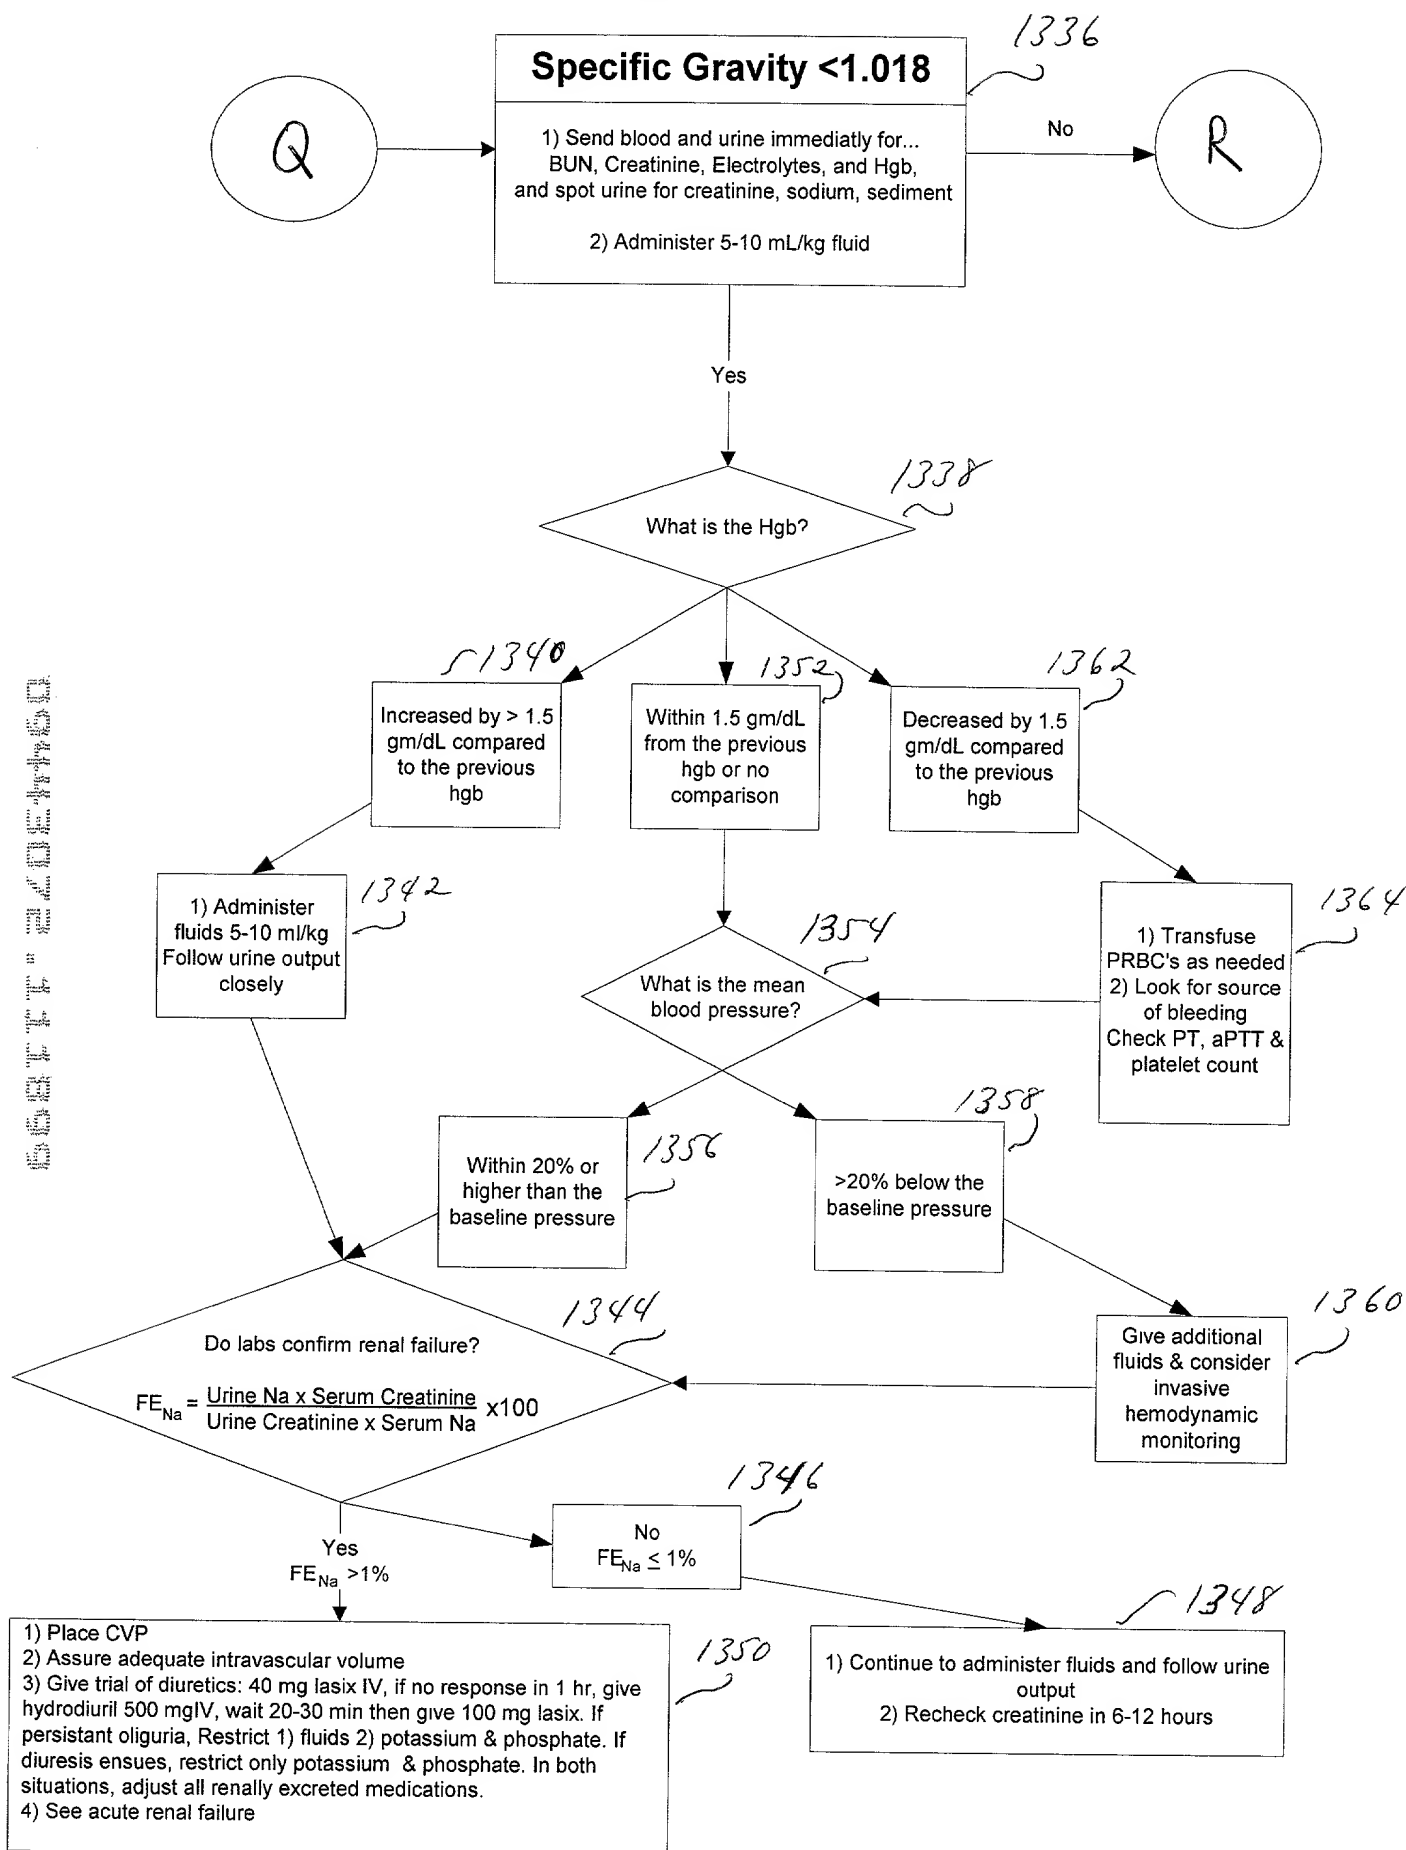 1336
Specific Gravity <1.018
Q
1) Send blood and urine immediatly for...
BUN, Creatinine, Electrolytes, and Hgb,
and spot urine for creatinine, sodium, sediment
2) Administer 5-10 mL/kg fluid
No
R
Yes
1338
What is the Hgb?
1340
1352
1362
Increased by > 1.5
gm/dL compared
to the previous
hgb
Within 1.5 gm/dL
from the previous
hgb or no
comparison
Decreased by 1.5
gm/dL compared
to the previous
hgb
1342
1) Administer
fluids 5-10 ml/kg
Follow urine output
closely
1354
What is the mean
blood pressure?
1364
1) Transfuse
PRBC's as needed
2) Look for source
of bleeding
Check PT, aPTT &
platelet count
1356
Within 20% or
higher than the
baseline pressure
1358
>20% below the
baseline pressure
1344
Do labs confirm renal failure?
FENa = Urine Na x Serum Creatinine x100
Urine Creatinine x Serum Na
1360
Give additional
fluids & consider
invasive
hemodynamic
monitoring
1346
No
FENa ≤ 1%
Yes
FENa >1%
1350
1) Place CVP
2) Assure adequate intravascular volume
3) Give trial of diuretics: 40 mg lasix IV, if no response in 1 hr, give
hydrodiuril 500 mgIV, wait 20-30 min then give 100 mg lasix. If
persistant oliguria, Restrict 1) fluids 2) potassium & phosphate. If
diuresis ensues, restrict only potassium & phosphate. In both
situations, adjust all renally excreted medications.
4) See acute renal failure
1348
1) Continue to administer fluids and follow urine
output
2) Recheck creatinine in 6-12 hours